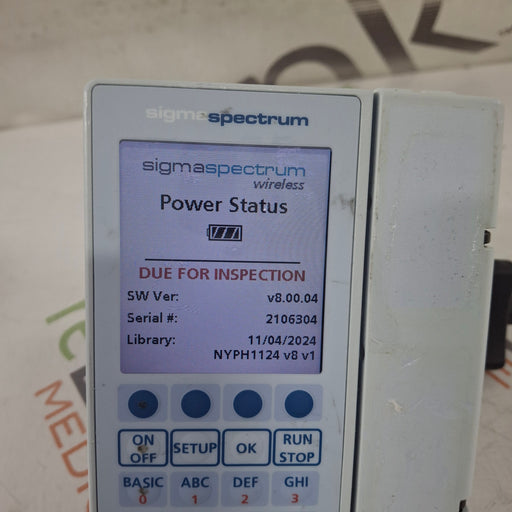 sigmaspectrum
sigmaspectrum
wireless
Power Status
DUE FOR INSPECTION
SW Ver: v8.00.04
Serial #: 2106304
Library: 11/04/2024
NYPH1124 v8 v1
ON OFF
SETUP
OK
RUN STOP
BASIC 0
ABC 1
DEF 2
GHI 3